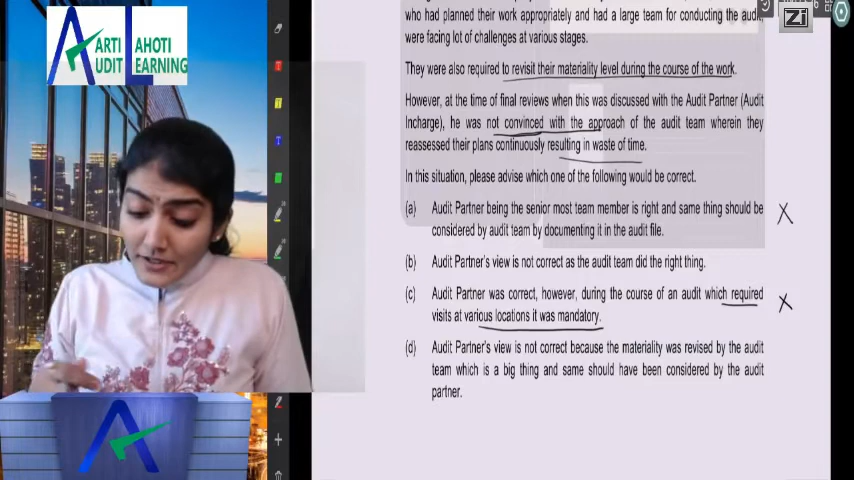 ARTI LAHOTI
AUDIT LEARNING
Zi
who had planned their work appropriately and had a large team for conducting the audit
were facing lot of challenges at various stages.
They were also required to revisit their materiality level during the course of the work.
However, at the time of final reviews when this was discussed with the Audit Partner (Audit
Incharge), he was not convinced with the approach of the audit team wherein they
reassessed their plans continuously resulting in waste of time.
In this situation, please advise which one of the following would be correct.
(a) Audit Partner being the senior most team member is right and same thing should be
considered by audit team by documenting it in the audit file.
(b) Audit Partner's view is not correct as the audit team did the right thing.
(c) Audit Partner was correct, however, during the course of an audit which required
visits at various locations it was mandatory.
(d) Audit Partner's view is not correct because the materiality was revised by the audit
team which is a big thing and same should have been considered by the audit
partner.